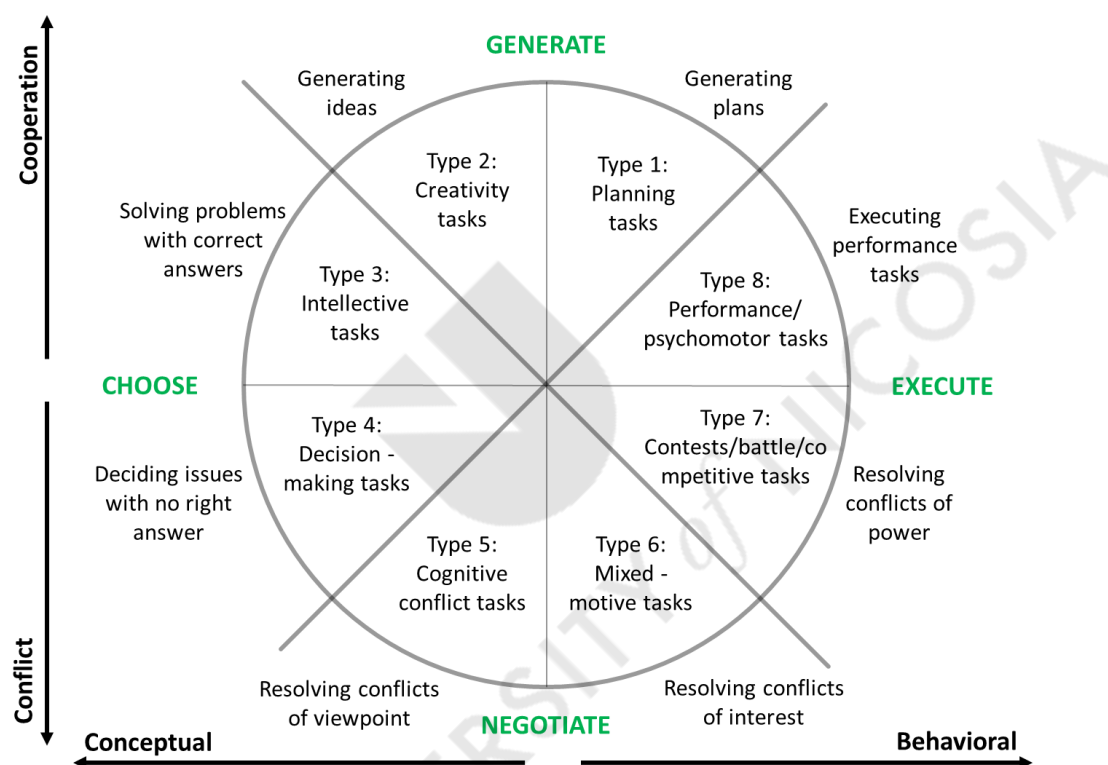 GENERATE
Generating
ideas
Generating
plans
Cooperation
Type 2:
Creativity
tasks
Type 1:
Planning
tasks
Solving problems
with correct
answers
Executing
performance
tasks
Type 3:
Intellective
tasks
Type 8:
Performance/
psychomotor tasks
CHOOSE
EXECUTE
Type 4:
Decision -
making tasks
Type 7:
Contests/battle/co
mpetitive tasks
Deciding issues
with no right
answer
Resolving
conflicts of
power
Type 5:
Cognitive
conflict tasks
Type 6:
Mixed -
motive tasks
Conflict
Resolving conflicts
of viewpoint
Resolving conflicts
of interest
NEGOTIATE
Conceptual
Behavioral
ERSITY of NICOSIA